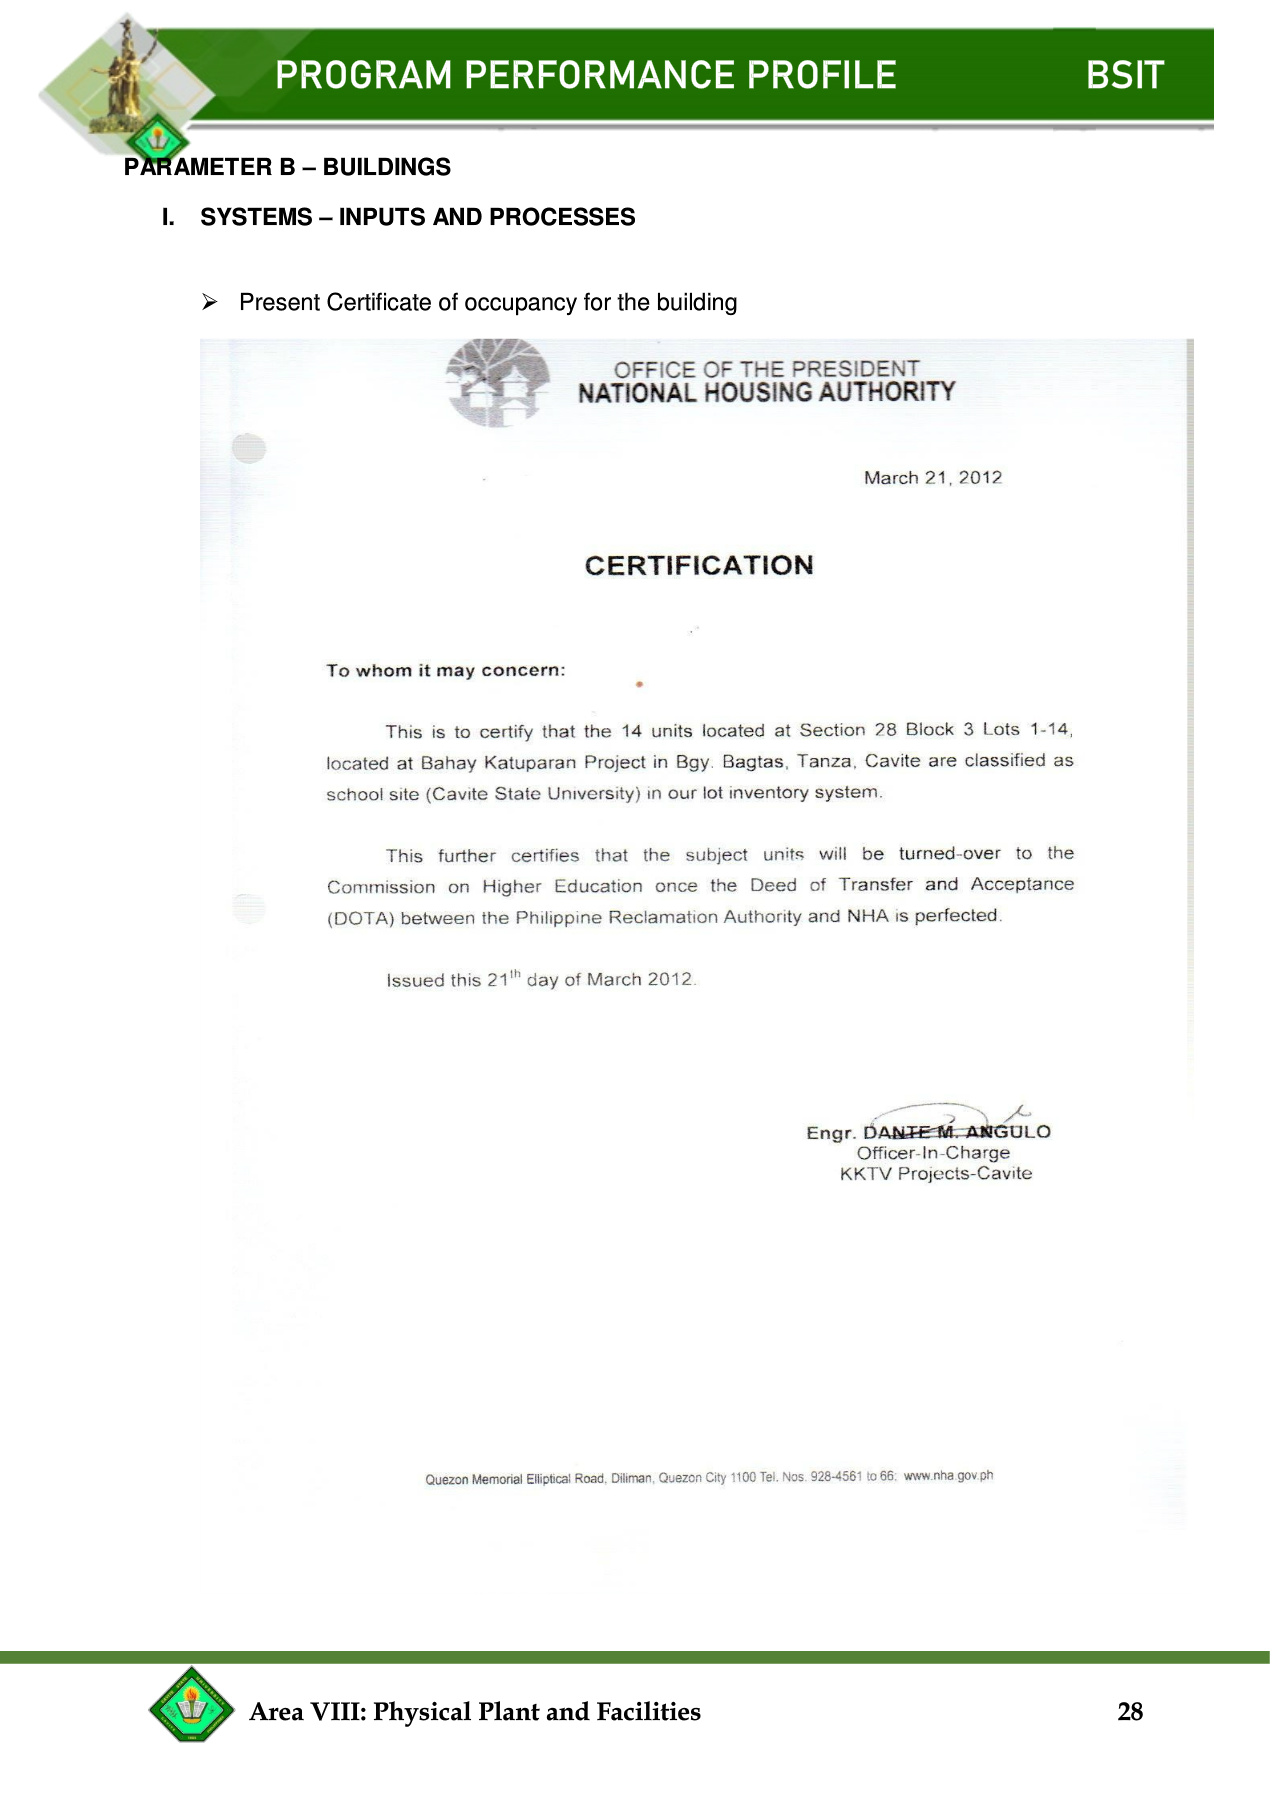 PROGRAM PERFORMANCE PROFILE BSIT
PARAMETER B – BUILDINGS
I. SYSTEMS – INPUTS AND PROCESSES
➢ Present Certificate of occupancy for the building
OFFICE OF THE PRESIDENT
NATIONAL HOUSING AUTHORITY
March 21, 2012
CERTIFICATION
To whom it may concern:
This is to certify that the 14 units located at Section 28 Block 3 Lots 1-14,
located at Bahay Katuparan Project in Bgy. Bagtas, Tanza, Cavite are classified as
school site (Cavite State University) in our lot inventory system.
This further certifies that the subject units will be turned-over to the
Commission on Higher Education once the Deed of Transfer and Acceptance
(DOTA) between the Philippine Reclamation Authority and NHA is perfected.
Issued this 21th day of March 2012.
Engr. DANTE M. ANGULO
Officer-In-Charge
KKTV Projects-Cavite
Quezon Memorial Elliptical Road, Diliman, Quezon City 1100 Tel. Nos. 928-4561 to 66; www.nha.gov.ph
Area VIII: Physical Plant and Facilities 28